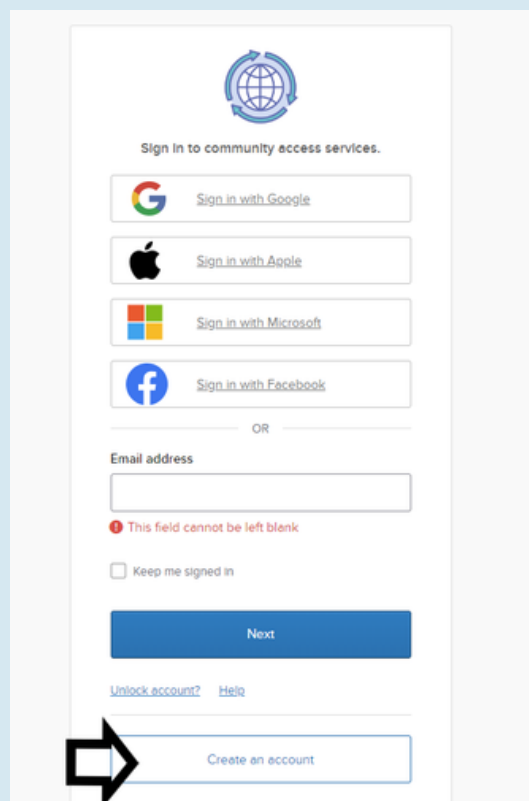 Sign in to community access services.
Sign in with Google
Sign in with Apple
Sign in with Microsoft
Sign in with Facebook
OR
Email address
This field cannot be left blank
Keep me signed in
Next
Unlock account? Help
Create an account